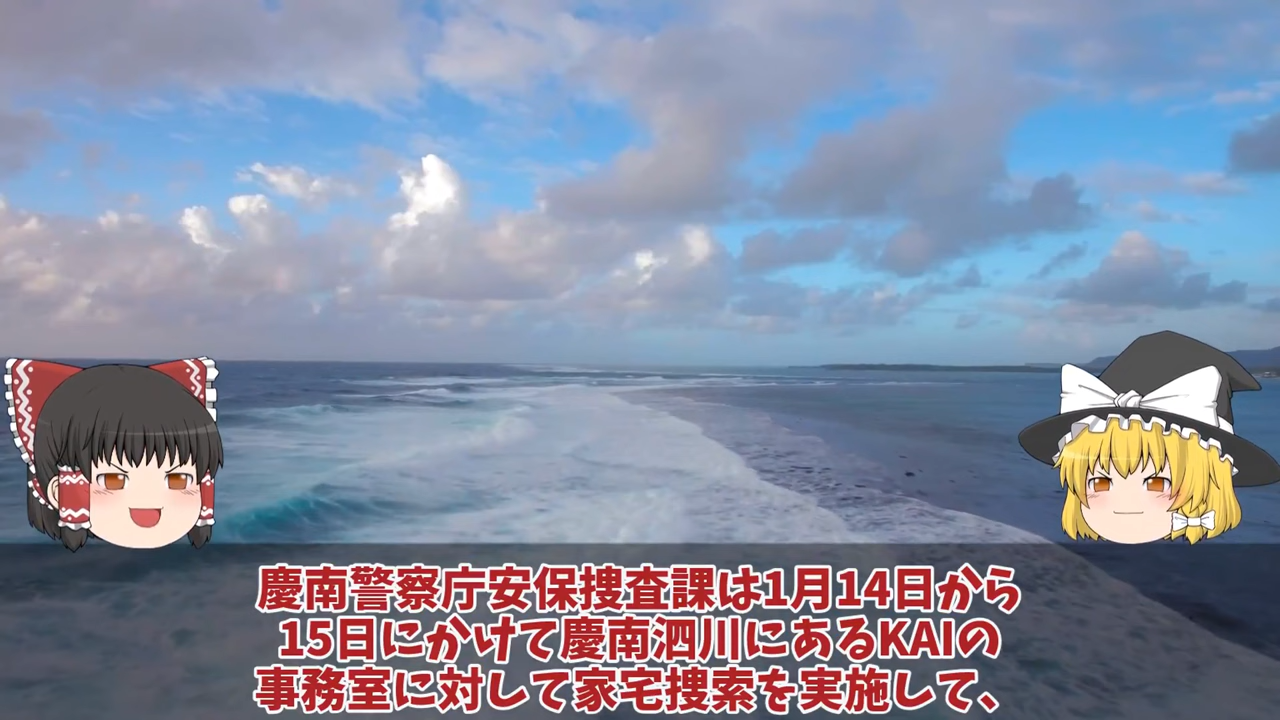 慶南警察庁安保捜査課は1月14日から
15日にかけて慶南泗川にあるKAIの
事務室に対して家宅捜索を実施して、